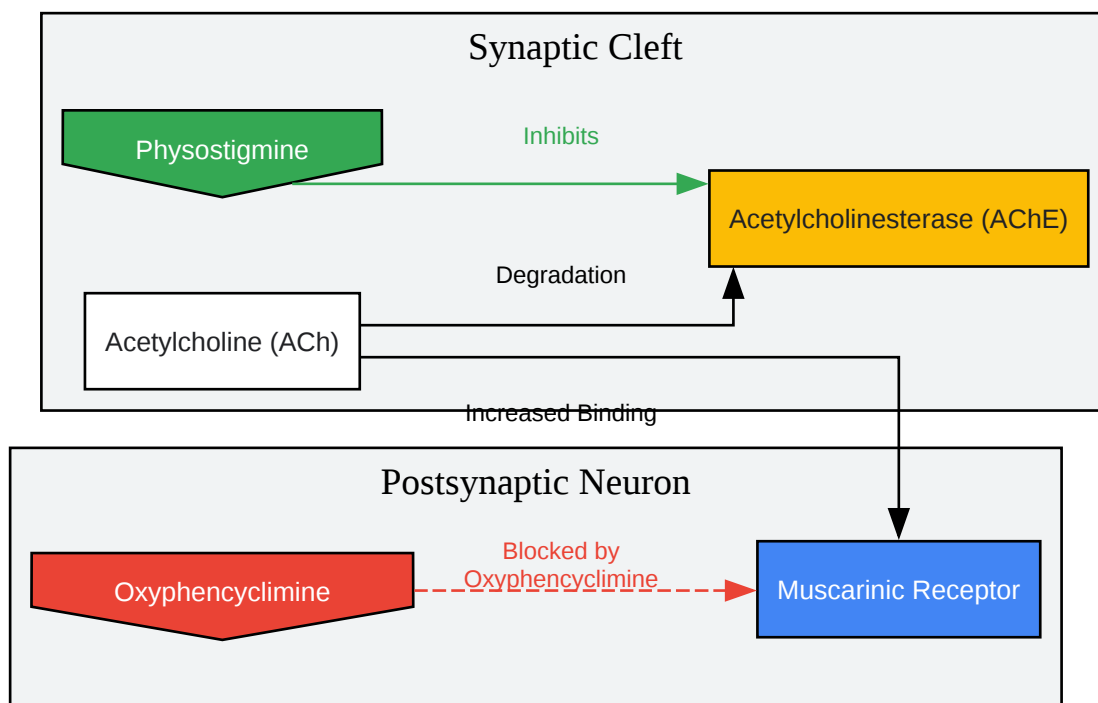 Synaptic Cleft
Physostigmine
Inhibits
Acetylcholinesterase (AChE)
Degradation
Acetylcholine (ACh)
Increased Binding
Postsynaptic Neuron
Blocked by
Oxyphencyclimine
Oxyphencyclimine
Muscarinic Receptor